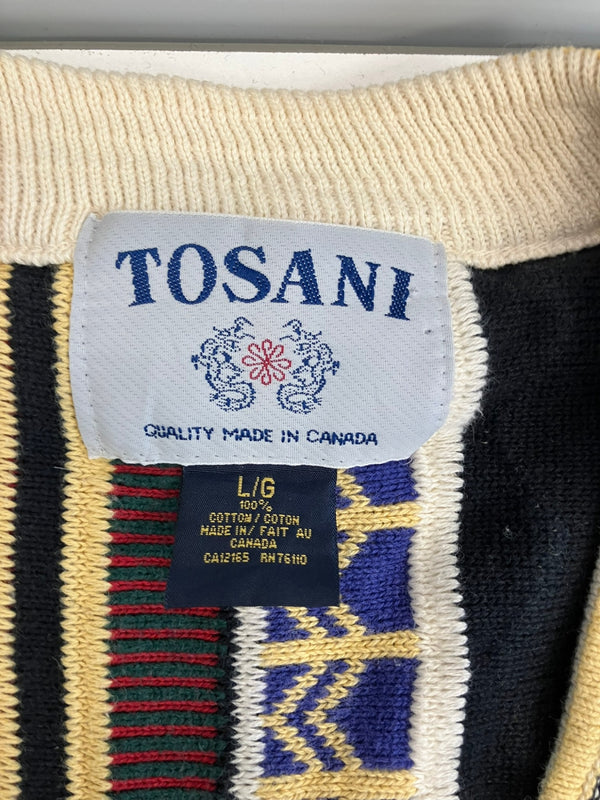 TOSANI
QUALITY MADE IN CANADA
L/G
100%
COTTON / COTON
MADE IN / FAIT AU
CANADA
CA12165 RN76110